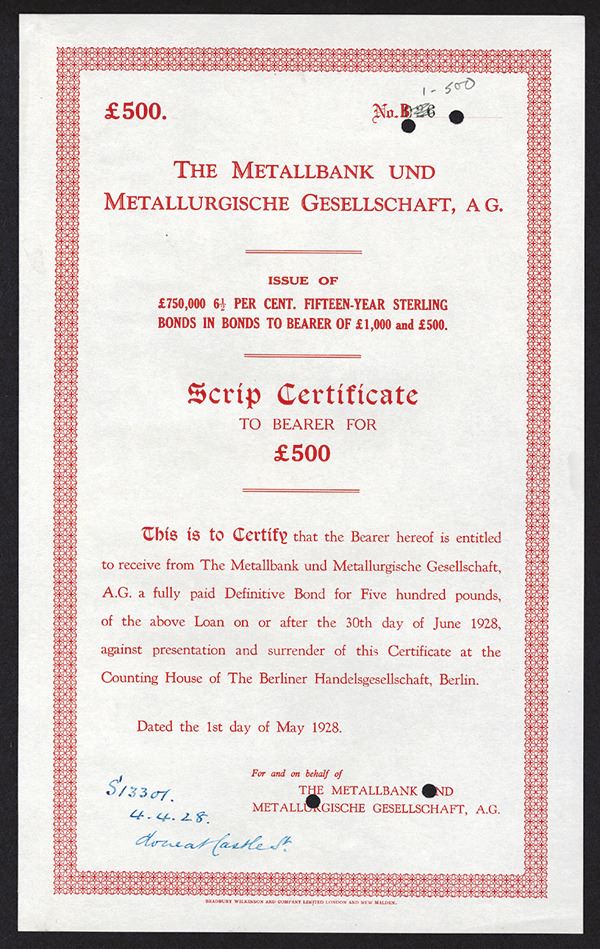 1 - 500
£500. No. B
THE METALLBANK UND
METALLURGISCHE GESELLSCHAFT, A G.
ISSUE OF
£750,000 6½ PER CENT. FIFTEEN-YEAR STERLING
BONDS IN BONDS TO BEARER OF £1,000 and £500.
Scrip Certificate
TO BEARER FOR
£500
This is to Certify that the Bearer hereof is entitled
to receive from The Metallbank und Metallurgische Gesellschaft,
A.G. a fully paid Definitive Bond for Five hundred pounds,
of the above Loan on or after the 30th day of June 1928,
against presentation and surrender of this Certificate at the
Counting House of The Berliner Handelsgesellschaft, Berlin.
Dated the 1st day of May 1928.
For and on behalf of
THE METALLBANK ND
METALLURGISCHE GESELLSCHAFT, A.G.
S13301.
4.4.28.
done at Castle St.
BRADBURY WILKINSON AND COMPANY LIMITED LONDON AND NEW MALDEN.